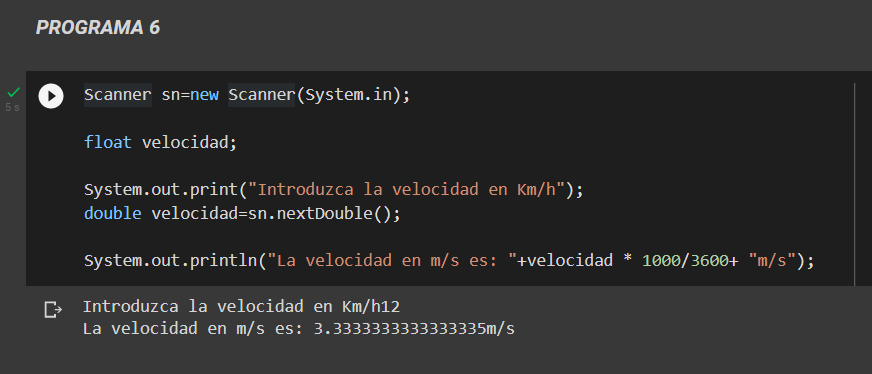 PROGRAMA 6
5 s
Scanner sn=new Scanner(System.in);
float velocidad;
System.out.print("Introduzca la velocidad en Km/h");
double velocidad=sn.nextDouble();
System.out.println("La velocidad en m/s es: "+velocidad * 1000/3600+ "m/s");
Introduzca la velocidad en Km/h12
La velocidad en m/s es: 3.3333333333333335m/s